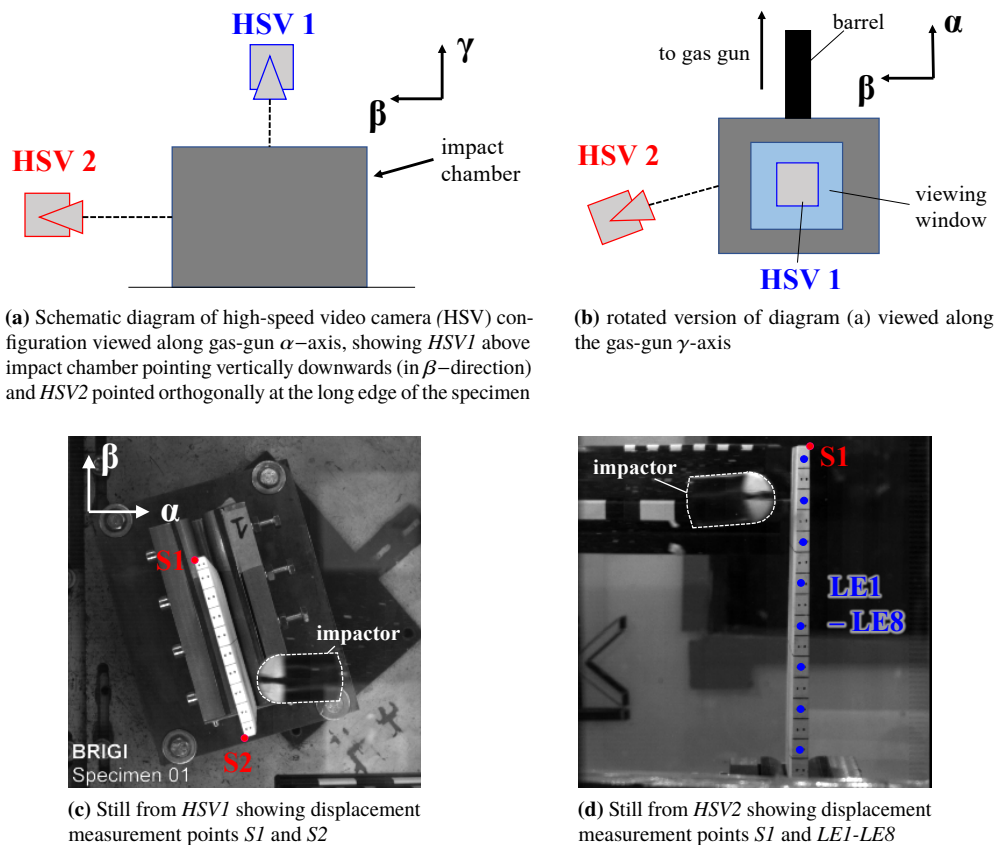 HSV 1
γ
β
HSV 2
impact
chamber
(a) Schematic diagram of high-speed video camera (HSV) con-
figuration viewed along gas-gun α−axis, showing HSV1 above
impact chamber pointing vertically downwards (in β−direction)
and HSV2 pointed orthogonally at the long edge of the specimen
barrel
α
to gas gun
β
HSV 2
viewing
window
HSV 1
(b) rotated version of diagram (a) viewed along
the gas-gun γ-axis
β
α
1
S1
impactor
S2
BRIGI
Specimen 01
(c) Still from HSV1 showing displacement
measurement points S1 and S2
S1
impactor
LE1
– LE8
(d) Still from HSV2 showing displacement
measurement points S1 and LE1-LE8